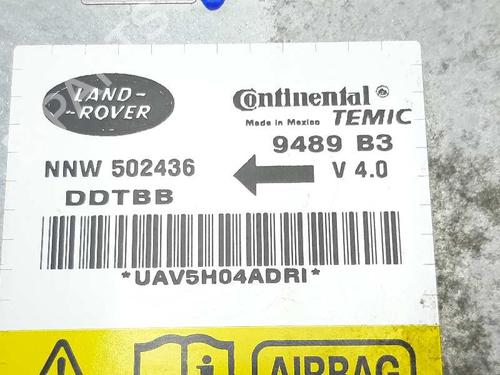 LAND-
ROVER
Continental
Made in Mexico TEMIC
9489 B3
NNW 502436
V 4.0
DDTBB
*UAV5H04ADRI*
AIRBAG